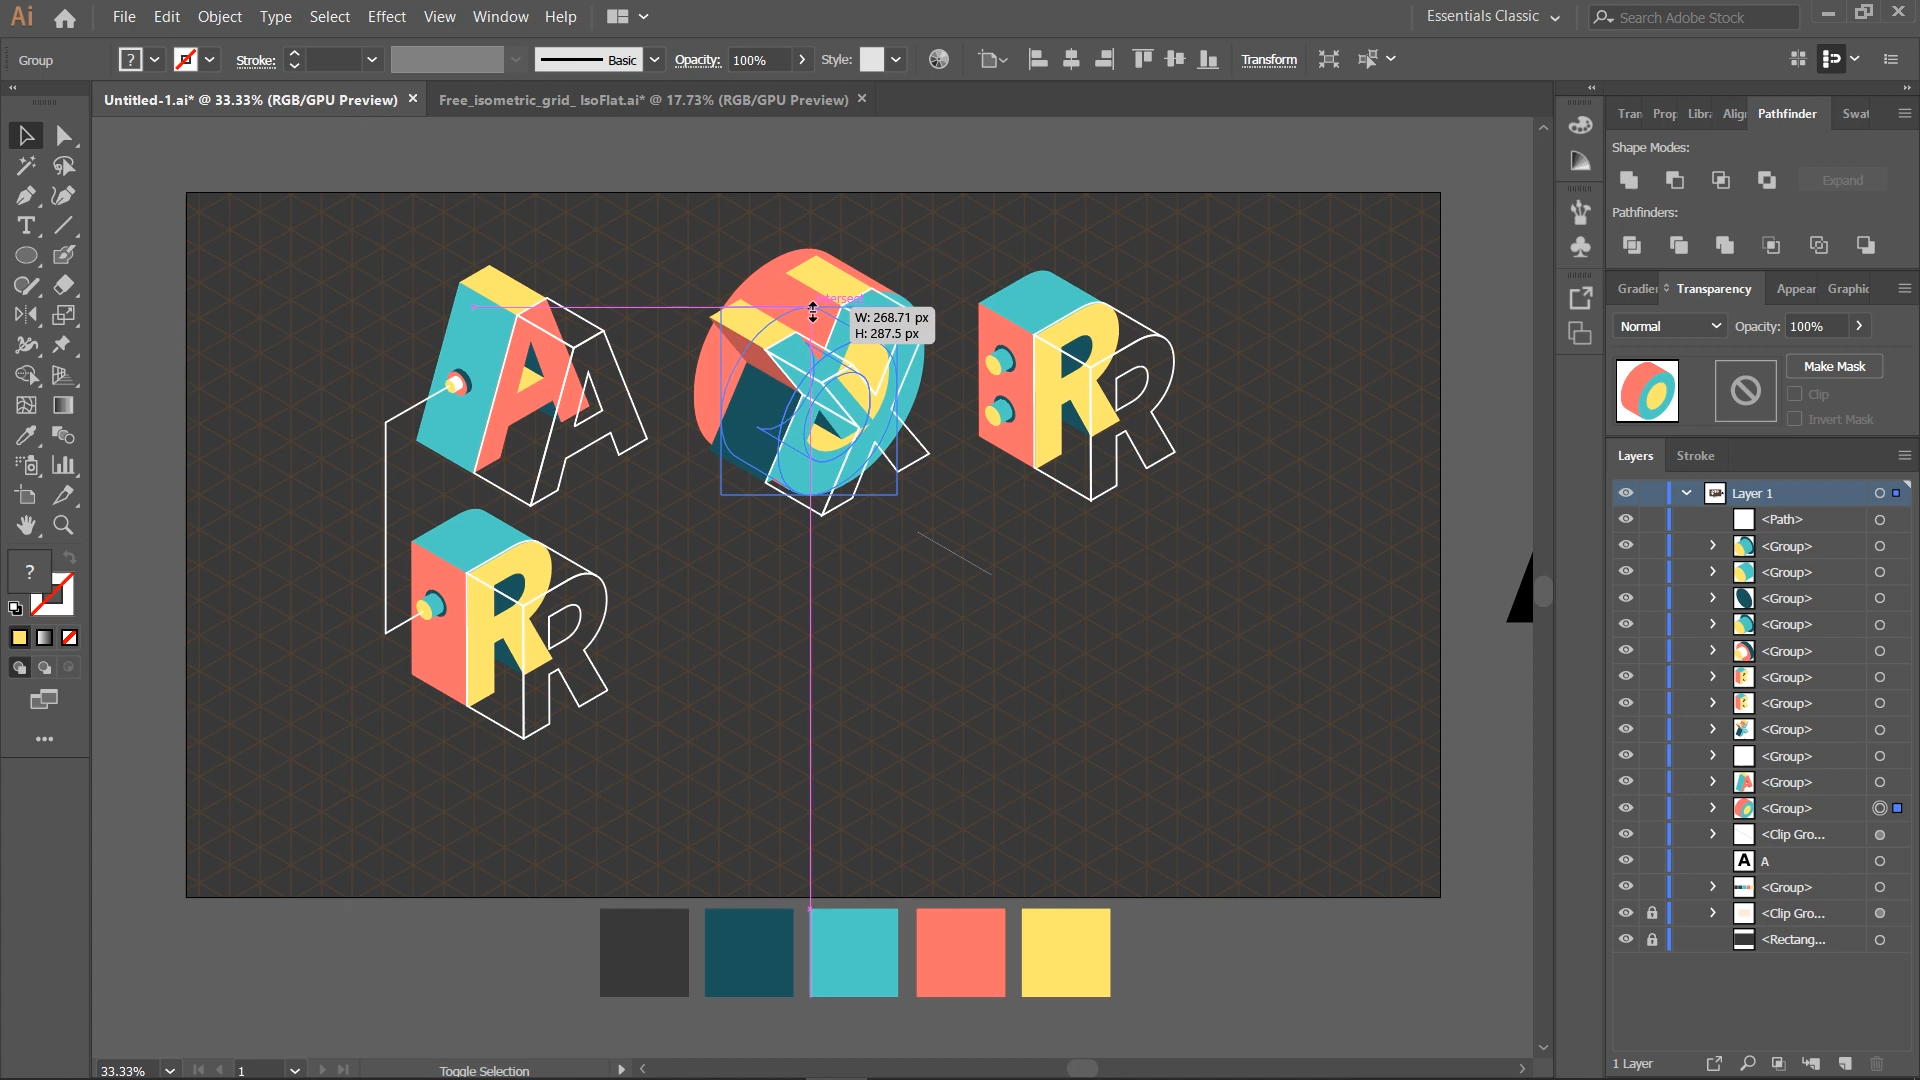 Ai File Edit Object Type Select Effect View Window Help Essentials Classic Search Adobe Stock
Group ? Stroke: Basic Opacity: 100% Style: Transform
Untitled-1.ai* @ 33.33% (RGB/GPU Preview) × Free_isometric_grid_ IsoFlat.ai* @ 17.73% (RGB/GPU Preview) ×
Tran Prop Libra Alig Pathfinder Swat
Shape Modes:
Expand
Pathfinders:
Gradie Transparency Appear Graphic
Normal Opacity: 100%
Make Mask
Clip
Invert Mask
Layers Stroke
Layer 1
<Path>
<Group>
<Group>
<Group>
<Group>
<Group>
<Group>
<Group>
<Group>
<Group>
<Group>
<Group>
<Clip Gro...
A A
<Group>
<Clip Gro...
<Rectang...
1 Layer
W: 268.71 px
H: 287.5 px
A A
R R
R R
T
?
33.33% 1 Toggle Selection